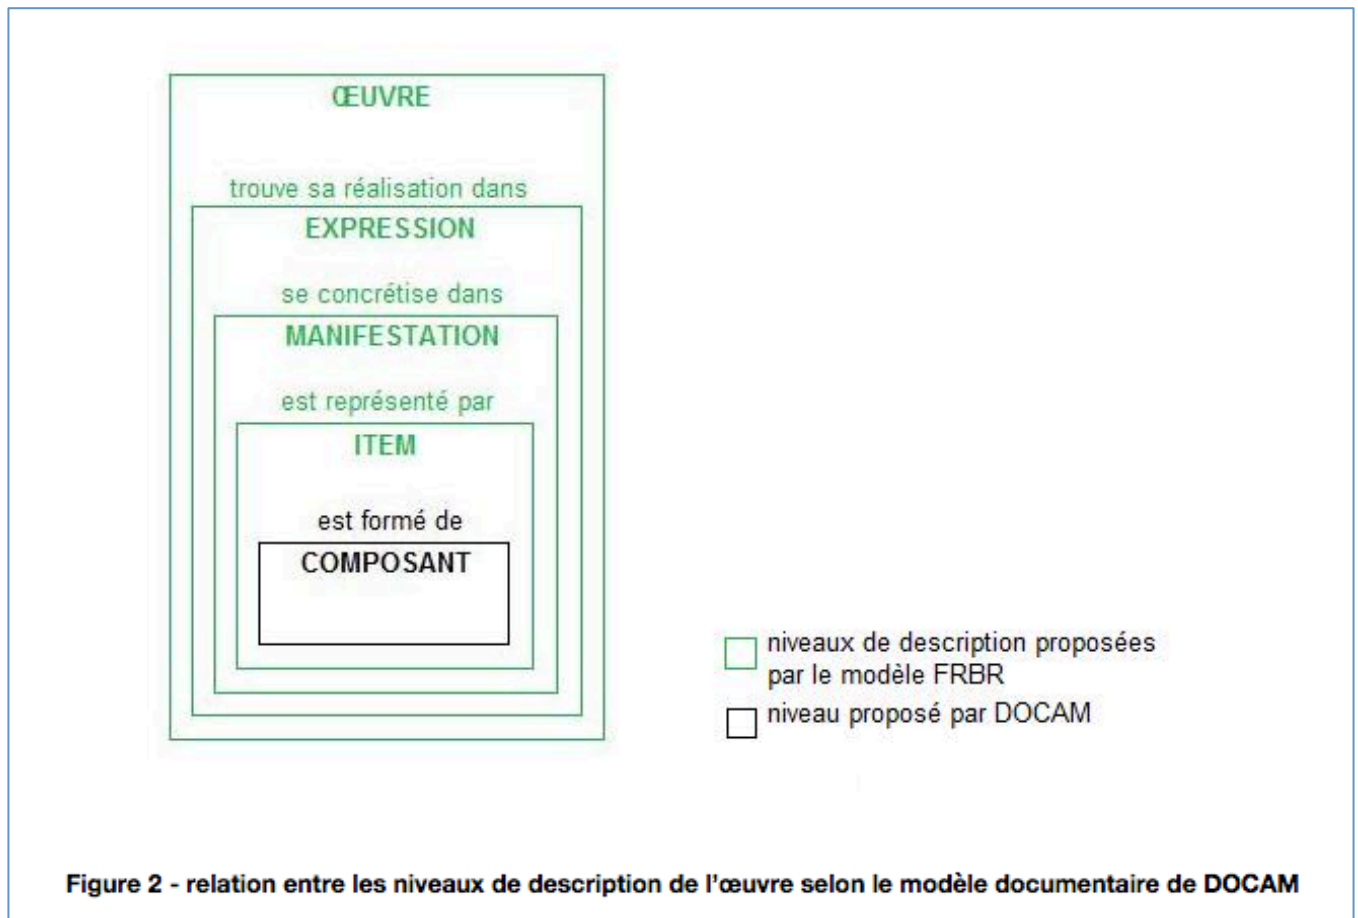 ŒUVRE
trouve sa réalisation dans
EXPRESSION
se concrétise dans
MANIFESTATION
est représenté par
ITEM
est formé de
COMPOSANT
niveaux de description proposées
par le modèle FRBR
niveau proposé par DOCAM
Figure 2 - relation entre les niveaux de description de l'œuvre selon le modèle documentaire de DOCAM